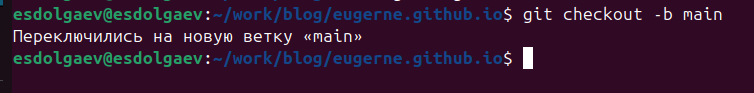 esdolgaev@esdolgaev:~/work/blog/eugerne.github.io$ git checkout -b main
Переключились на новую ветку «main»
esdolgaev@esdolgaev:~/work/blog/eugerne.github.io$